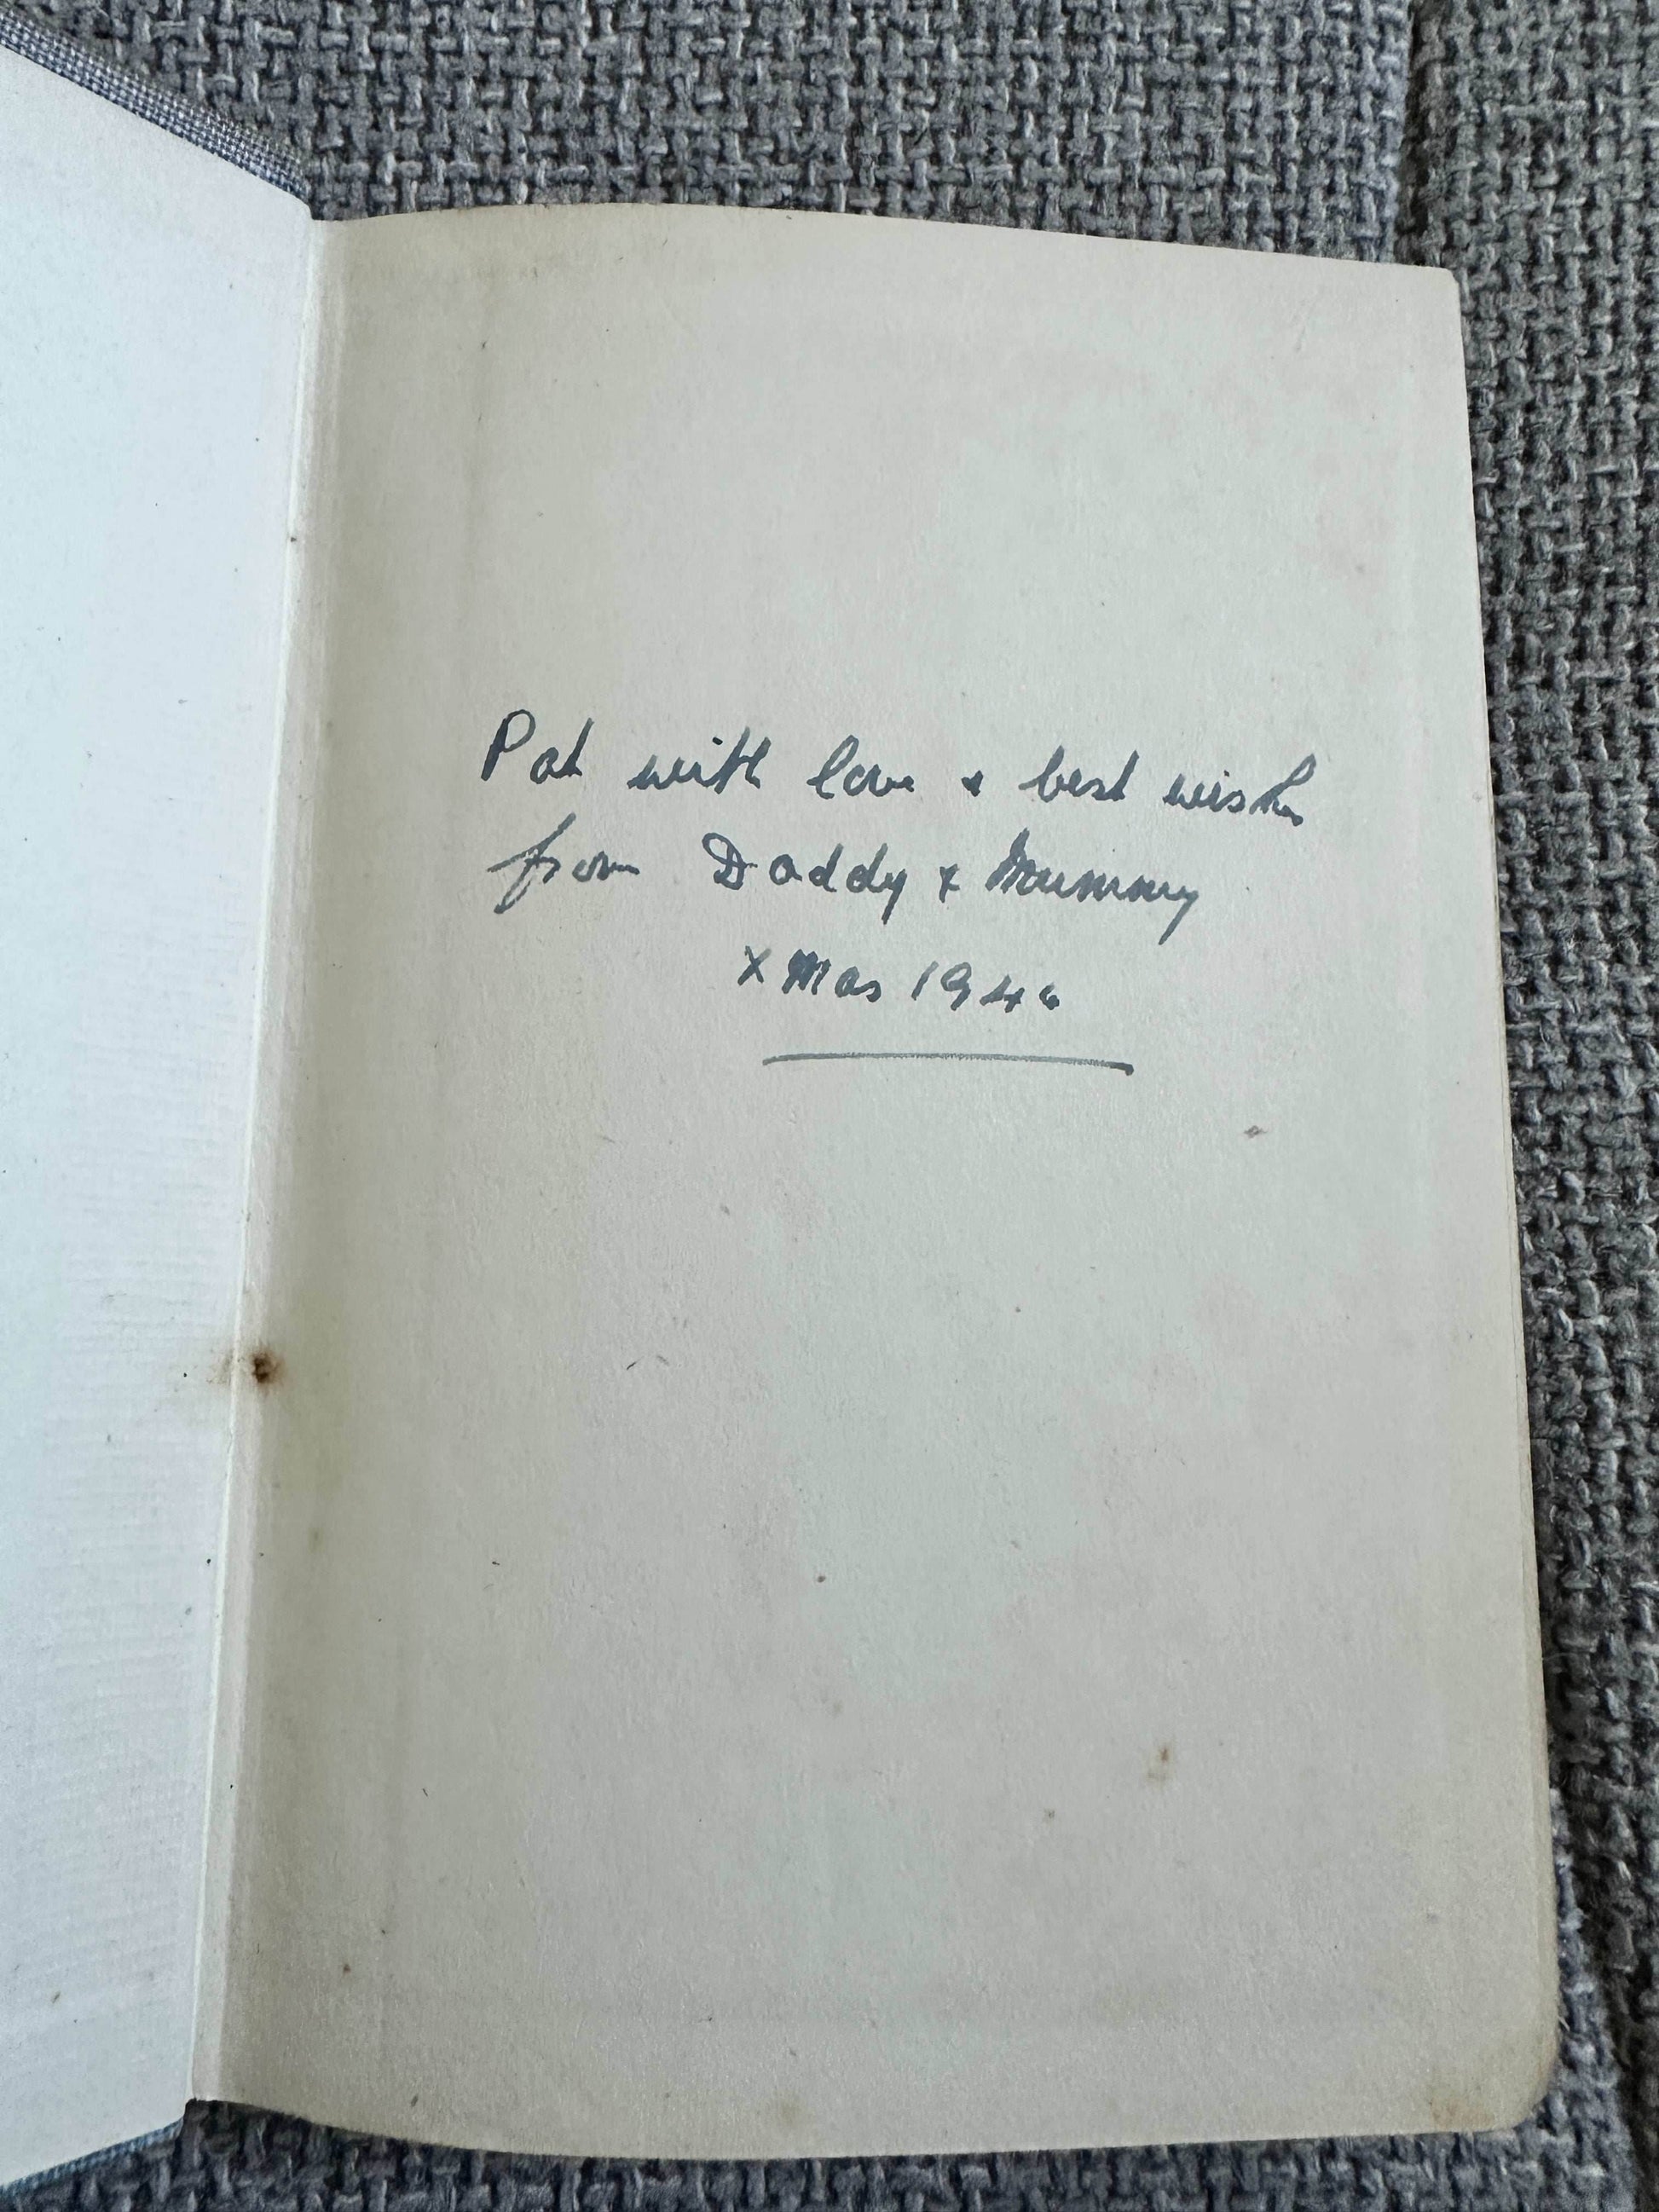 Pat with love & best wishes
from Daddy & Mummy
XMas 1946